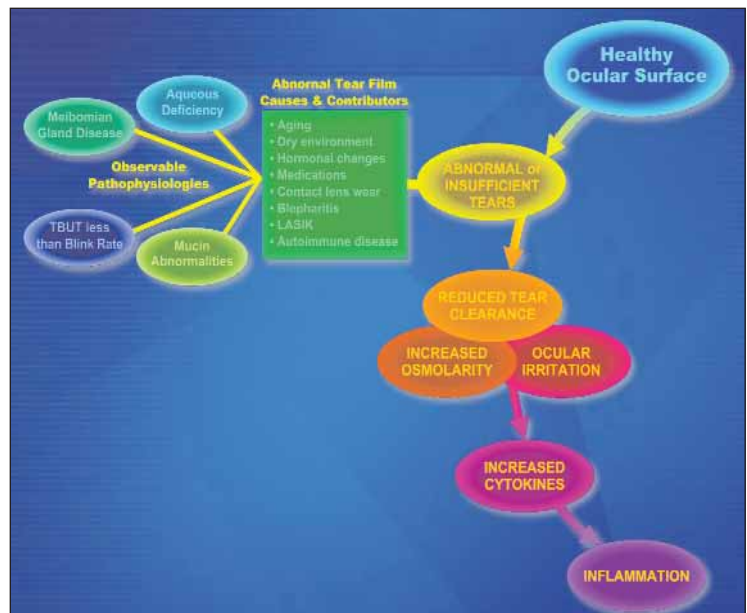 Healthy
Ocular Surface
Abnornal Tear Film
Causes & Contributors
Aqueous
Deficiency
Meibomian
Gland Disease
Observable
Pathophysiologies
TBUT less
than Blink Rate
Mucin
Abnormalities
• Aging
• Dry environment
• Hormonal changes
• Medications
• Contact lens wear
• Blepharitis
• LASIK
• Autoimmune disease
ABNORMAL or
INSUFFICIENT
TEARS
REDUCED TEAR
CLEARANCE
INCREASED
OSMOLARITY
OCULAR
IRRITATION
INCREASED
CYTOKINES
INFLAMMATION